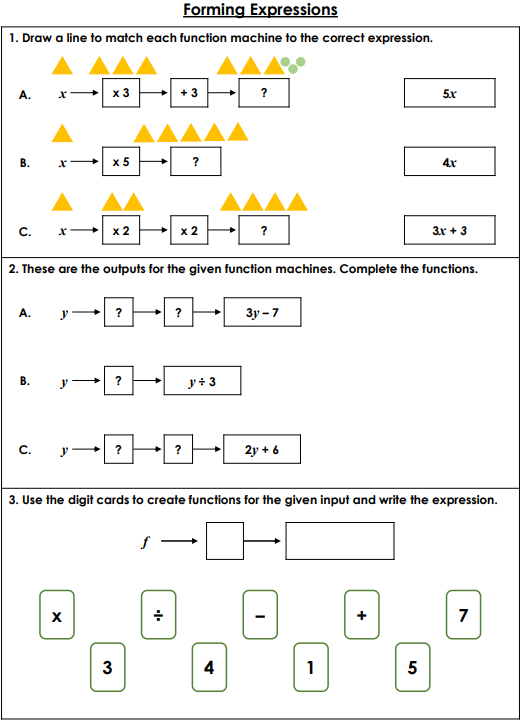 Forming Expressions
1. Draw a line to match each function machine to the correct expression.
A. x x 3 + 3 ? 5x
B. x x 5 ? 4x
C. x x 2 x 2 ? 3x + 3
2. These are the outputs for the given function machines. Complete the functions.
A. y ? ? 3y – 7
B. y ? y ÷ 3
C. y ? ? 2y + 6
3. Use the digit cards to create functions for the given input and write the expression.
f
x ÷ – + 7
3 4 1 5